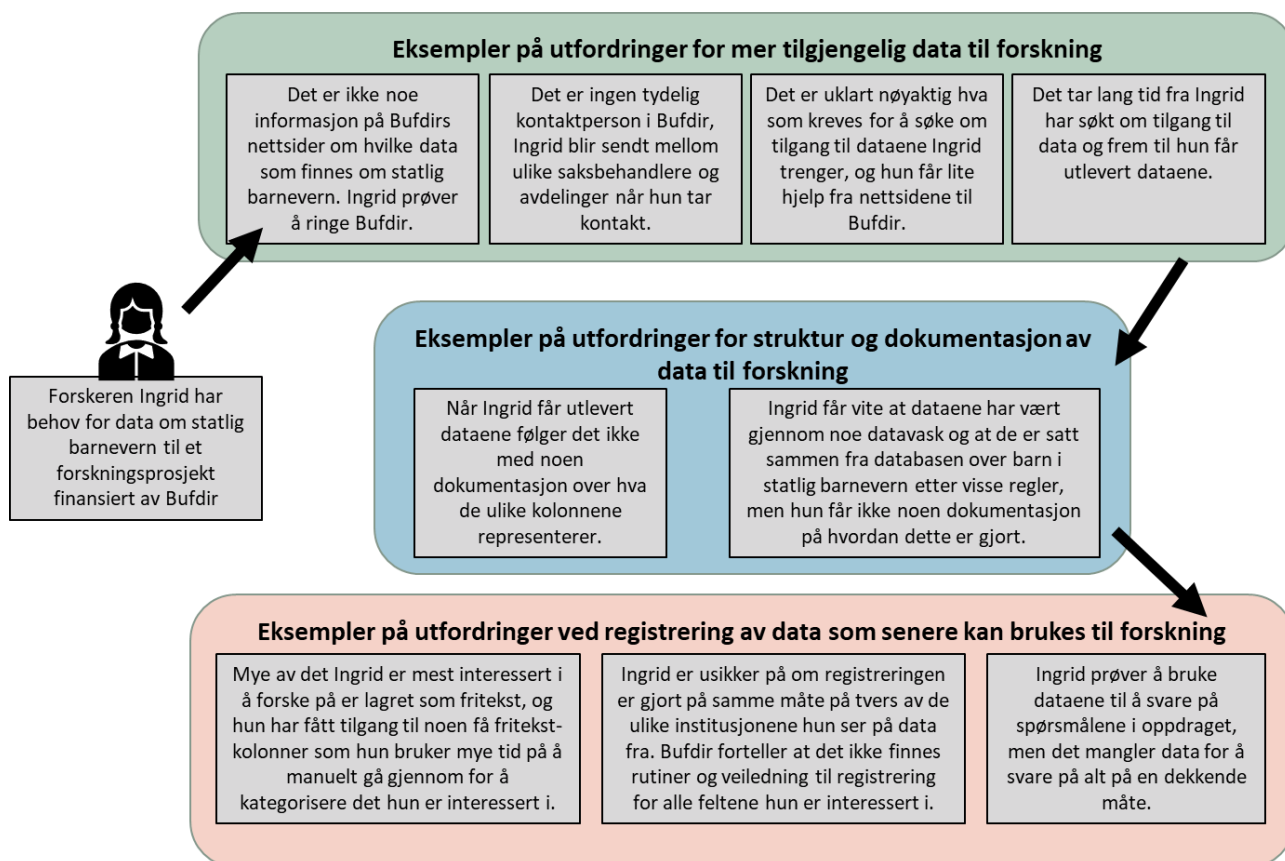 Eksempler på utfordringer for mer tilgjengelig data til forskning
Det er ikke noe
informasjon på Bufdirs
nettsider om hvilke data
som finnes om statlig
barnevern. Ingrid prøver
å ringe Bufdir.
Det er ingen tydelig
kontaktperson i Bufdir,
Ingrid blir sendt mellom
ulike saksbehandlere og
avdelinger når hun tar
kontakt.
Det er uklart nøyaktig hva
som kreves for å søke om
tilgang til dataene Ingrid
trenger, og hun får lite
hjelp fra nettsidene til
Bufdir.
Det tar lang tid fra Ingrid
har søkt om tilgang til
data og frem til hun får
utlevert dataene.
Forskeren Ingrid har
behov for data om statlig
barnevern til et
forskningsprosjekt
finansiert av Bufdir
Eksempler på utfordringer for struktur og dokumentasjon av
data til forskning
Når Ingrid får utlevert
dataene følger det ikke
med noen
dokumentasjon over hva
de ulike kolonnene
representerer.
Ingrid får vite at dataene har vært
gjennom noe datavask og at de er satt
sammen fra databasen over barn i
statlig barnevern etter visse regler,
men hun får ikke noen dokumentasjon
på hvordan dette er gjort.
Eksempler på utfordringer ved registrering av data som senere kan brukes til forskning
Mye av det Ingrid er mest interessert i
å forske på er lagret som fritekst, og
hun har fått tilgang til noen få fritekst-
kolonner som hun bruker mye tid på å
manuelt gå gjennom for å
kategorisere det hun er interessert i.
Ingrid er usikker på om registreringen
er gjort på samme måte på tvers av de
ulike institusjonene hun ser på data
fra. Bufdir forteller at det ikke finnes
rutiner og veiledning til registrering
for alle feltene hun er interessert i.
Ingrid prøver å bruke
dataene til å svare på
spørsmålene i oppdraget,
men det mangler data for å
svare på alt på en dekkende
måte.